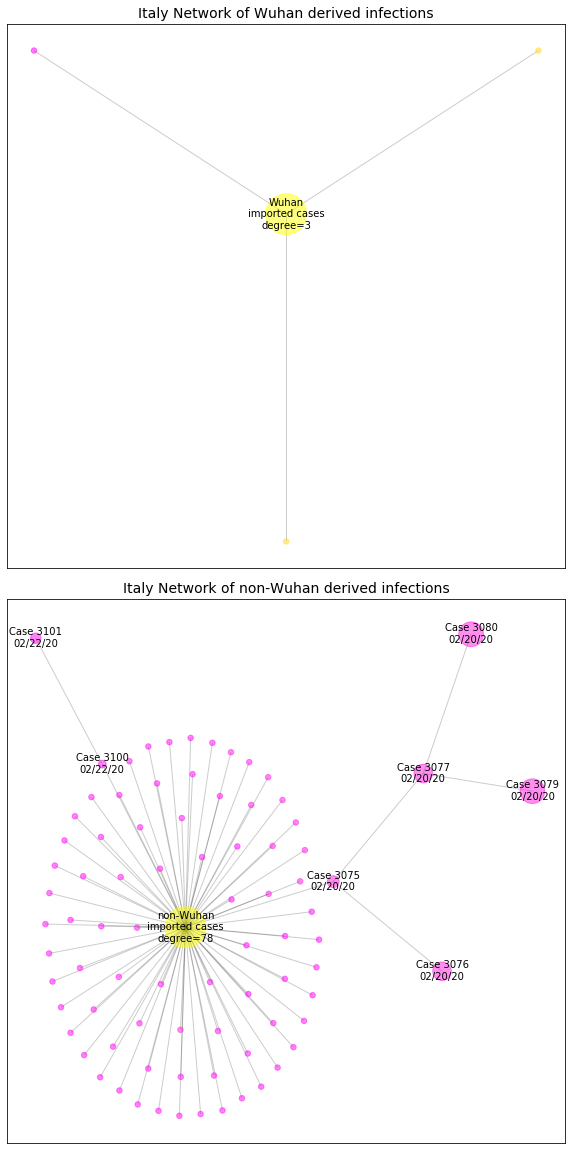 Italy Network of Wuhan derived infections
Wuhan
imported cases
degree=3
Italy Network of non-Wuhan derived infections
Case 3101
02/22/20
Case 3080
02/20/20
Case 3100
02/22/20
Case 3077
02/20/20
Case 3079
02/20/20
Case 3075
02/20/20
non-Wuhan
imported cases
degree=78
Case 3076
02/20/20